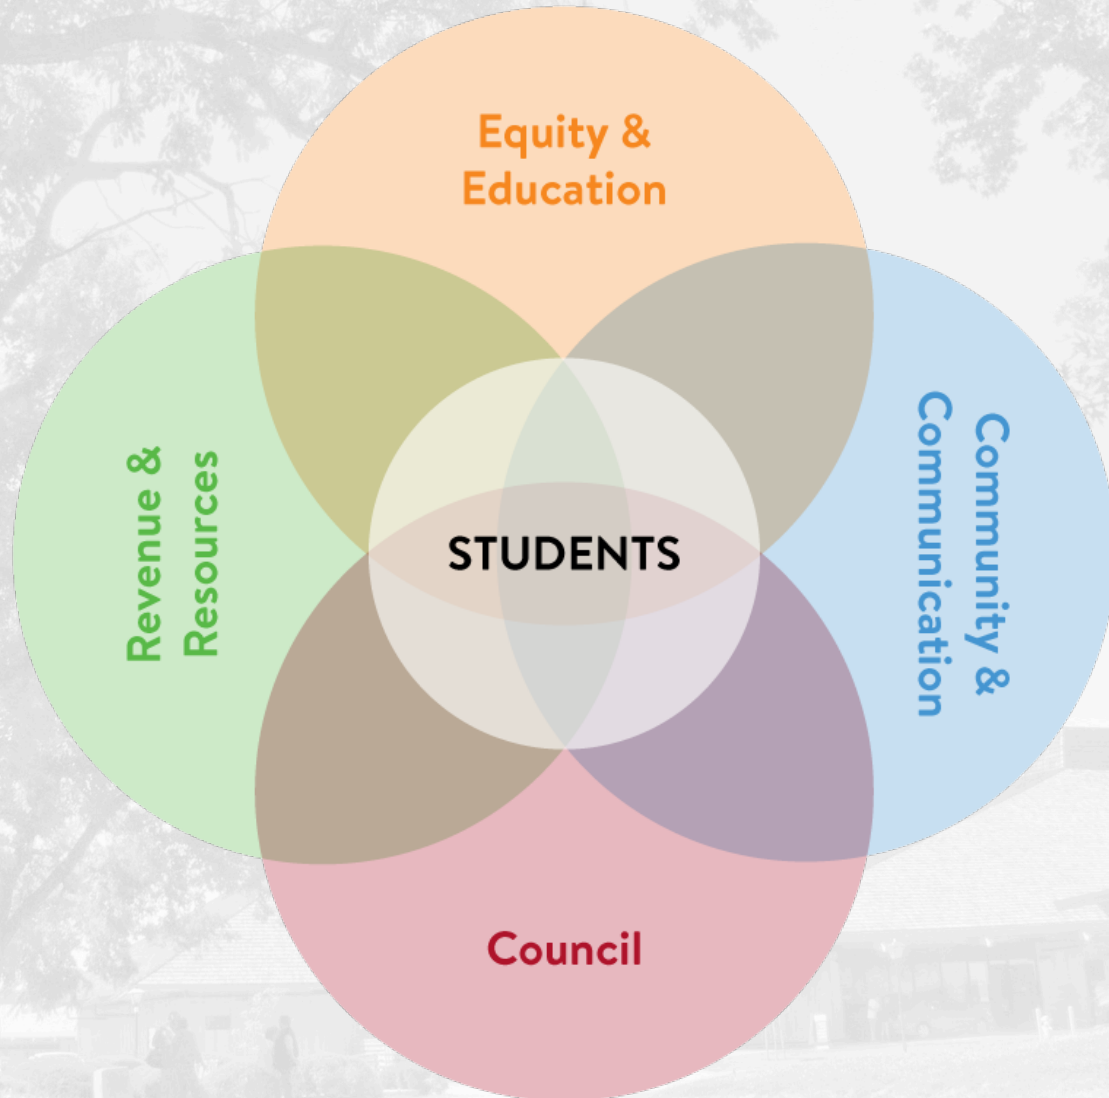 Equity &
Education
Revenue &
Resources
STUDENTS
Community &
Communication
Council